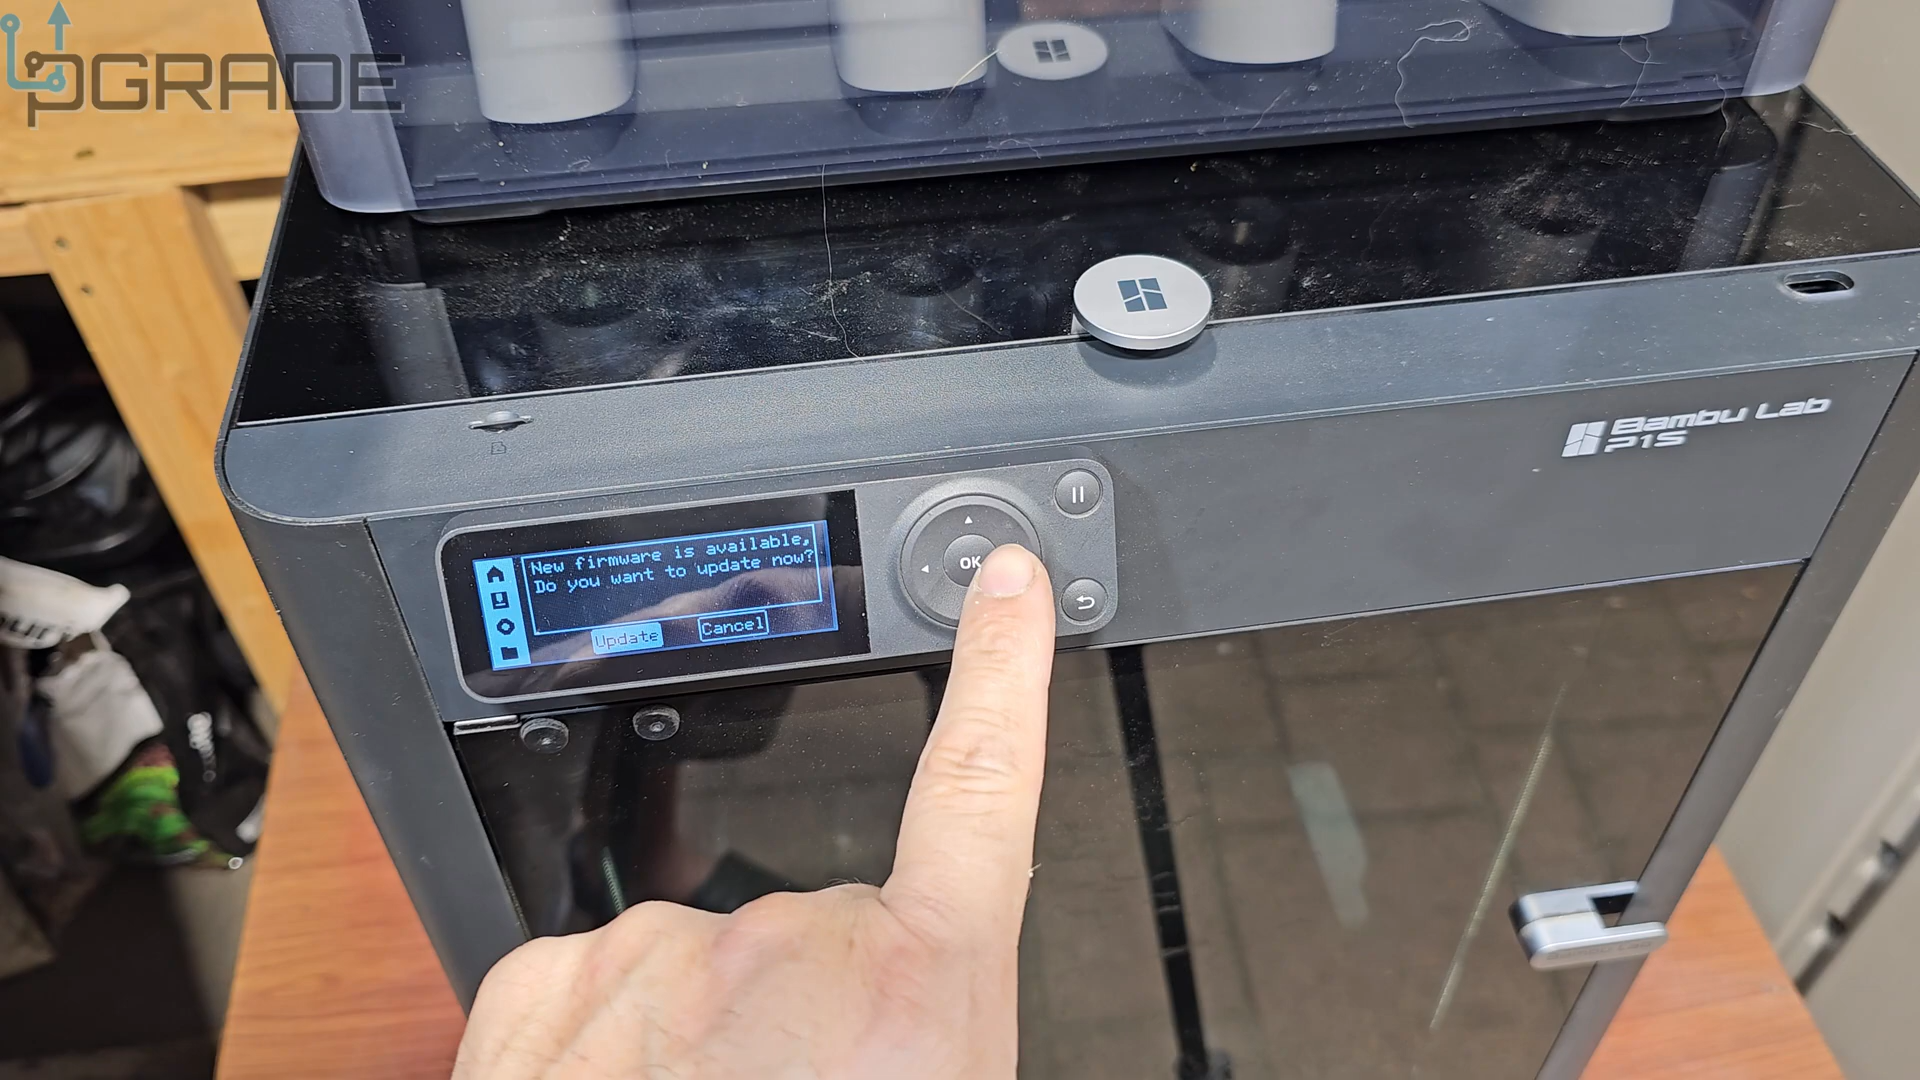 UPGRADE
Bambu Lab
P1S
New firmware is available,
Do you want to update now?
Update
Cancel
OK